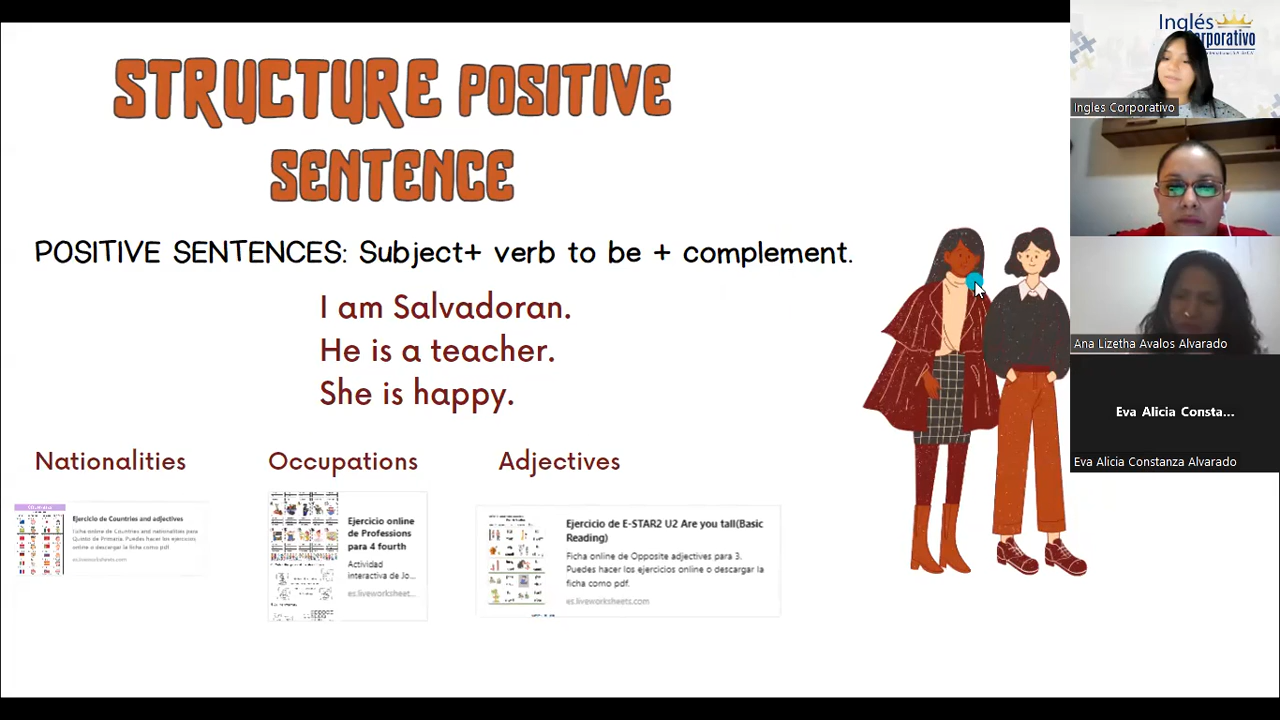 STRUCTURE POSITIVE
SENTENCE
POSITIVE SENTENCES: Subject+ verb to be + complement.
I am Salvadoran.
He is a teacher.
She is happy.
Nationalities
Occupations
Adjectives
Ejercicio de Countries and adjectives
Ficha online de Countries and nationalities para
Quinto de Primaria. Puedes hacer los ejercicios
online o descargar la ficha como pdf
es.liveworksheets.com
Ejercicio online
de Professions
para 4 fourth
Actividad
interactiva de Jo...
es.liveworksheet...
Ejercicio de E-STAR2 U2 Are you tall(Basic
Reading)
Ficha online de Opposite adjectives para 3.
Puedes hacer los ejercicios online o descargar la
ficha como pdf.
es.liveworksheets.com
Inglés
Corporativo
Ingles Corporativo
Ana Lizetha Avalos Alvarado
Eva Alicia Consta...
Eva Alicia Constanza Alvarado